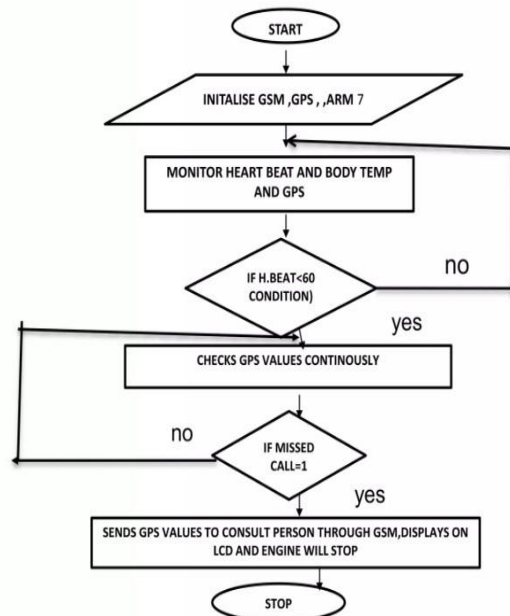 START
INITALISE GSM ,GPS , ,ARM 7
MONITOR HEART BEAT AND BODY TEMP
AND GPS
IF H.BEAT<60
CONDITION)
no
yes
CHECKS GPS VALUES CONTINOUSLY
no
IF MISSED
CALL=1
yes
SENDS GPS VALUES TO CONSULT PERSON THROUGH GSM,DISPLAYS ON
LCD AND ENGINE WILL STOP
STOP